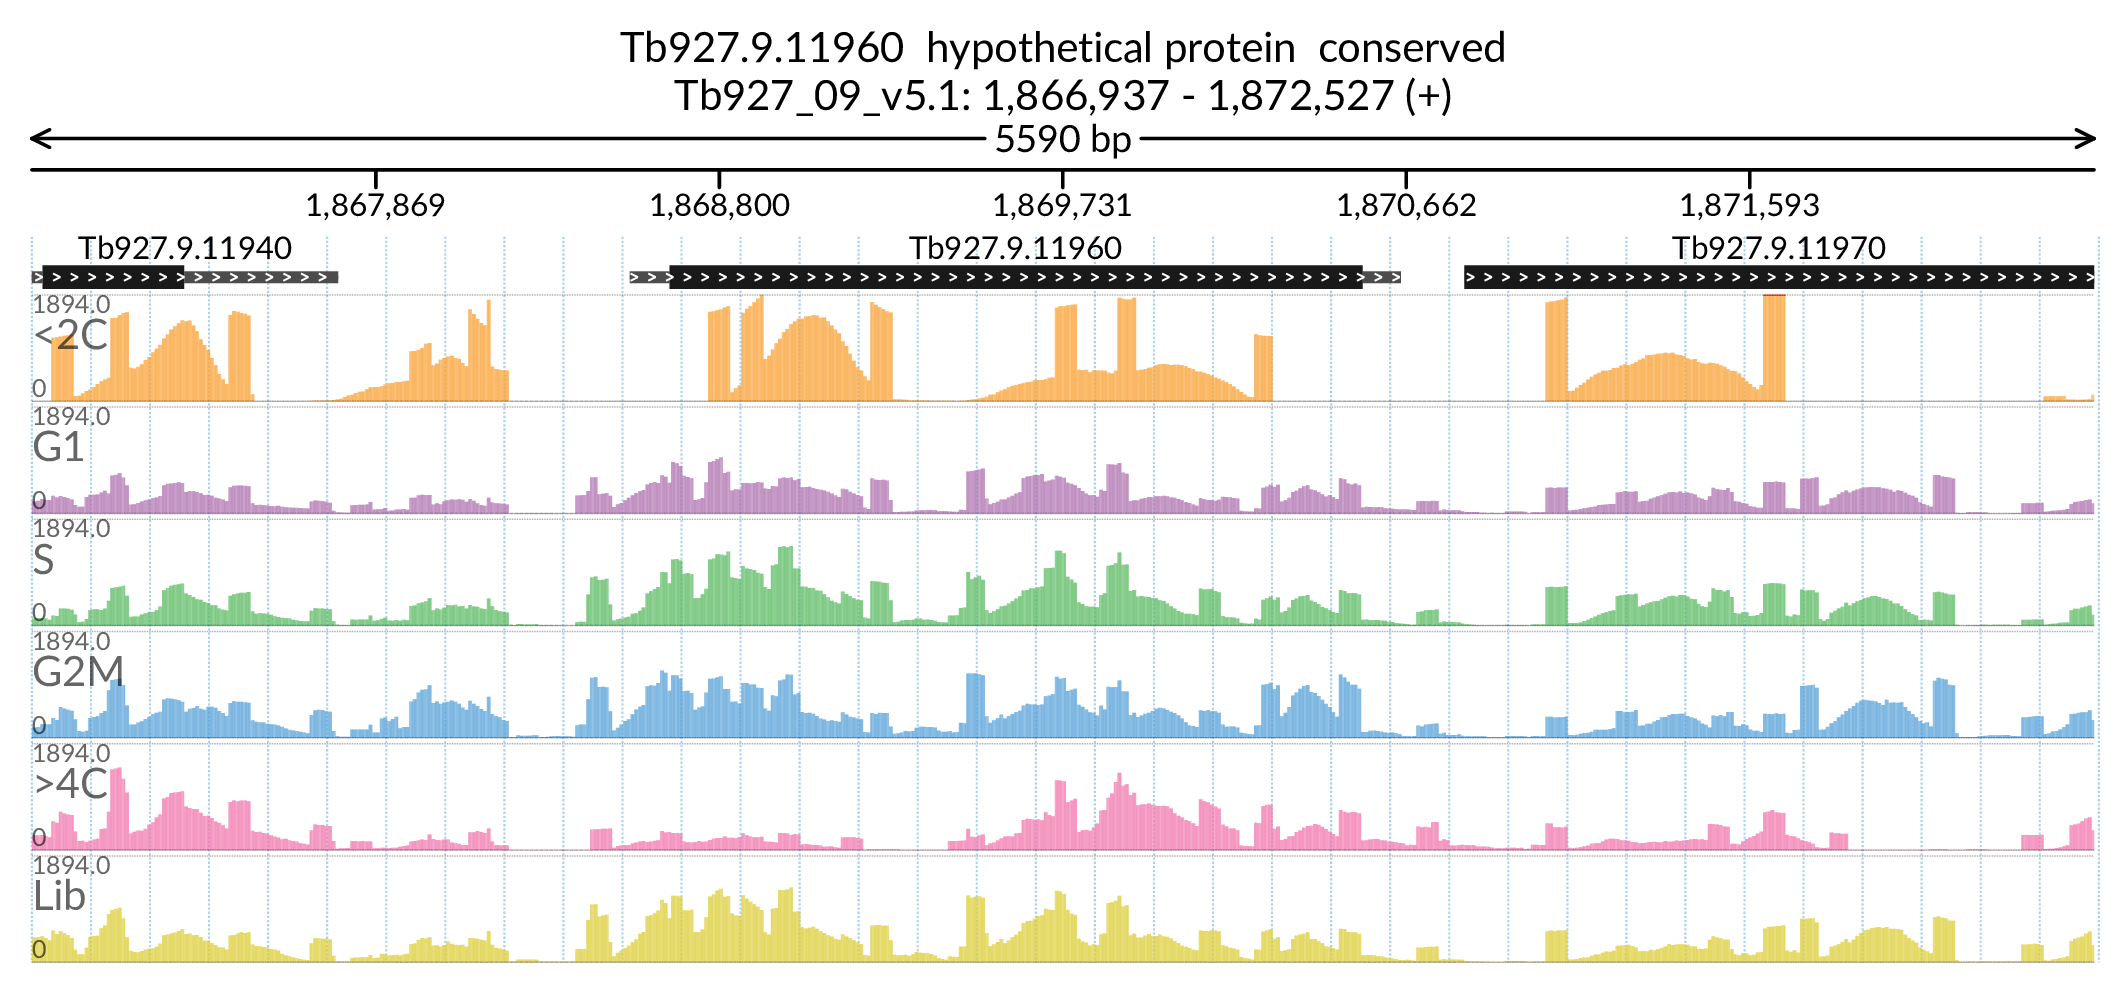 Tb927.9.11960  hypothetical protein  conserved
Tb927_09_v5.1: 1,866,937 - 1,872,527 (+)
5590 bp
1,867,869 1,868,800 1,869,731 1,870,662 1,871,593
Tb927.9.11940 Tb927.9.11960 Tb927.9.11970
1894.0
<2C
0
1894.0
G1
0
1894.0
S
0
1894.0
G2M
0
1894.0
>4C
0
1894.0
Lib
0